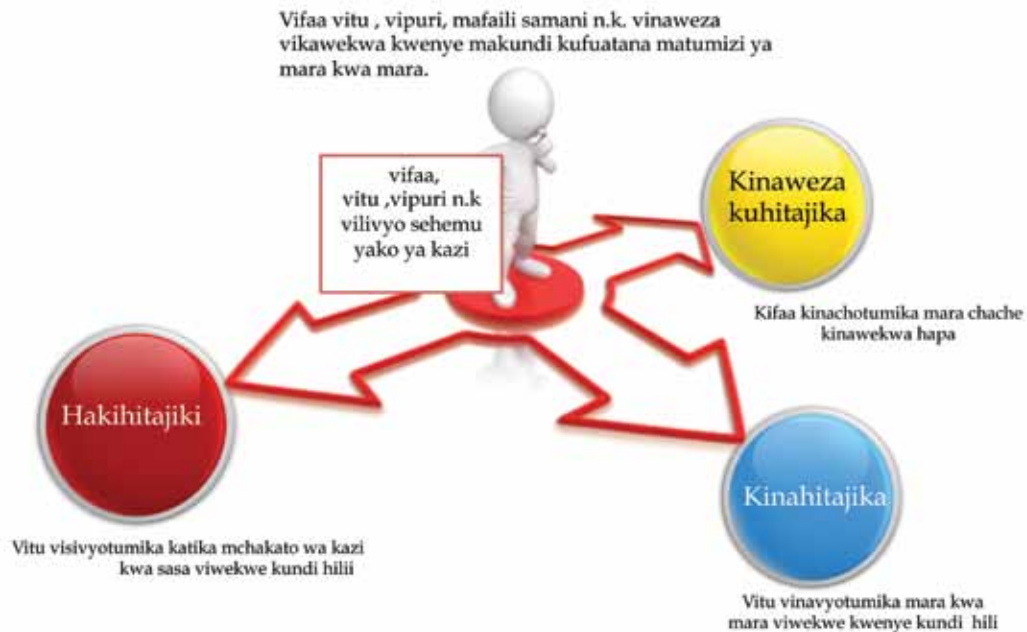 Vifaa vitu , vipuri, mafaili samani n.k. vinaweza
vikawekwa kwenye makundi kufuatana matumizi ya
mara kwa mara.
vifaa,
vitu ,vipuri n.k
vilivyo sehemu
yako ya kazi
Kinaweza
kuhitajika
Kifaa kinachotumika mara chache
kinawekwa hapa
Hakihitajiki
Vitu visivyotumika katika mchakato wa kazi
kwa sasa viwekwe kundi hilii
Kinahitajika
Vitu vinavyotumika mara kwa
mara viwekwe kwenye kundi hili